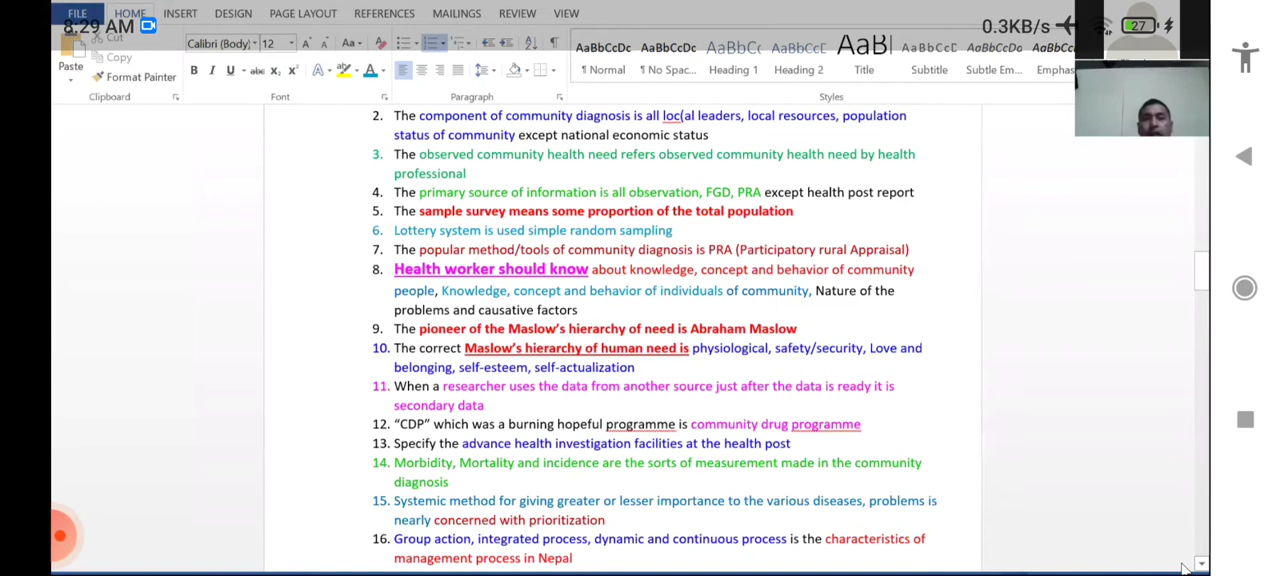 FILE HOME INSERT DESIGN PAGE LAYOUT REFERENCES MAILINGS REVIEW VIEW
8:29 AM 0.3KB/s 27
Cut
Copy
Paste
Format Painter
Calibri (Body) 12
AaBbCcDc AaBbCcDc AaBbCc AaBbCcD AaB AaBbCcD AaBbCcDc
¶ Normal ¶ No Spac... Heading 1 Heading 2 Title Subtitle Subtle Em... Emphas
Clipboard Font Paragraph Styles
2. The component of community diagnosis is all loc(al leaders, local resources, population
status of community except national economic status
3. The observed community health need refers observed community health need by health
professional
4. The primary source of information is all observation, FGD, PRA except health post report
5. The sample survey means some proportion of the total population
6. Lottery system is used simple random sampling
7. The popular method/tools of community diagnosis is PRA (Participatory rural Appraisal)
8. Health worker should know about knowledge, concept and behavior of community
people, Knowledge, concept and behavior of individuals of community, Nature of the
problems and causative factors
9. The pioneer of the Maslow's hierarchy of need is Abraham Maslow
10. The correct Maslow's hierarchy of human need is physiological, safety/security, Love and
belonging, self-esteem, self-actualization
11. When a researcher uses the data from another source just after the data is ready it is
secondary data
12. “CDP” which was a burning hopeful programme is community drug programme
13. Specify the advance health investigation facilities at the health post
14. Morbidity, Mortality and incidence are the sorts of measurement made in the community
diagnosis
15. Systemic method for giving greater or lesser importance to the various diseases, problems is
nearly concerned with prioritization
16. Group action, integrated process, dynamic and continuous process is the characteristics of
management process in Nepal